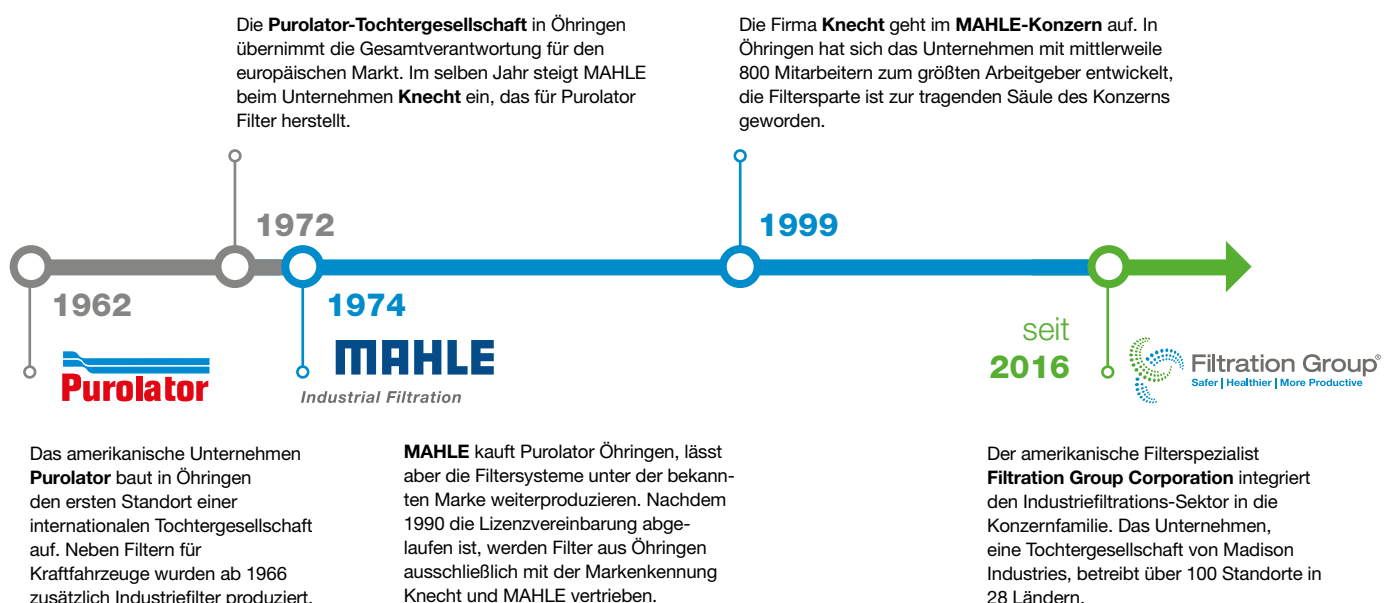 Die Purolator-Tochtergesellschaft in Öhringen
übernimmt die Gesamtverantwortung für den
europäischen Markt. Im selben Jahr steigt MAHLE
beim Unternehmen Knecht ein, das für Purolator
Filter herstellt.
Die Firma Knecht geht im MAHLE-Konzern auf. In
Öhringen hat sich das Unternehmen mit mittlerweile
800 Mitarbeitern zum größten Arbeitgeber entwickelt,
die Filtersparte ist zur tragenden Säule des Konzerns
geworden.
1972
1999
1962
1974
seit
2016
Purolator
MAHLE
Industrial Filtration
Filtration Group®
Safer | Healthier | More Productive
Das amerikanische Unternehmen
Purolator baut in Öhringen
den ersten Standort einer
internationalen Tochtergesellschaft
auf. Neben Filtern für
Kraftfahrzeuge wurden ab 1966
zusätzlich Industriefilter produziert.
MAHLE kauft Purolator Öhringen, lässt
aber die Filtersysteme unter der bekann-
ten Marke weiterproduzieren. Nachdem
1990 die Lizenzvereinbarung abge-
laufen ist, werden Filter aus Öhringen
ausschließlich mit der Markenkennung
Knecht und MAHLE vertrieben.
Der amerikanische Filterspezialist
Filtration Group Corporation integriert
den Industriefiltrations-Sektor in die
Konzernfamilie. Das Unternehmen,
eine Tochtergesellschaft von Madison
Industries, betreibt über 100 Standorte in
28 Ländern.